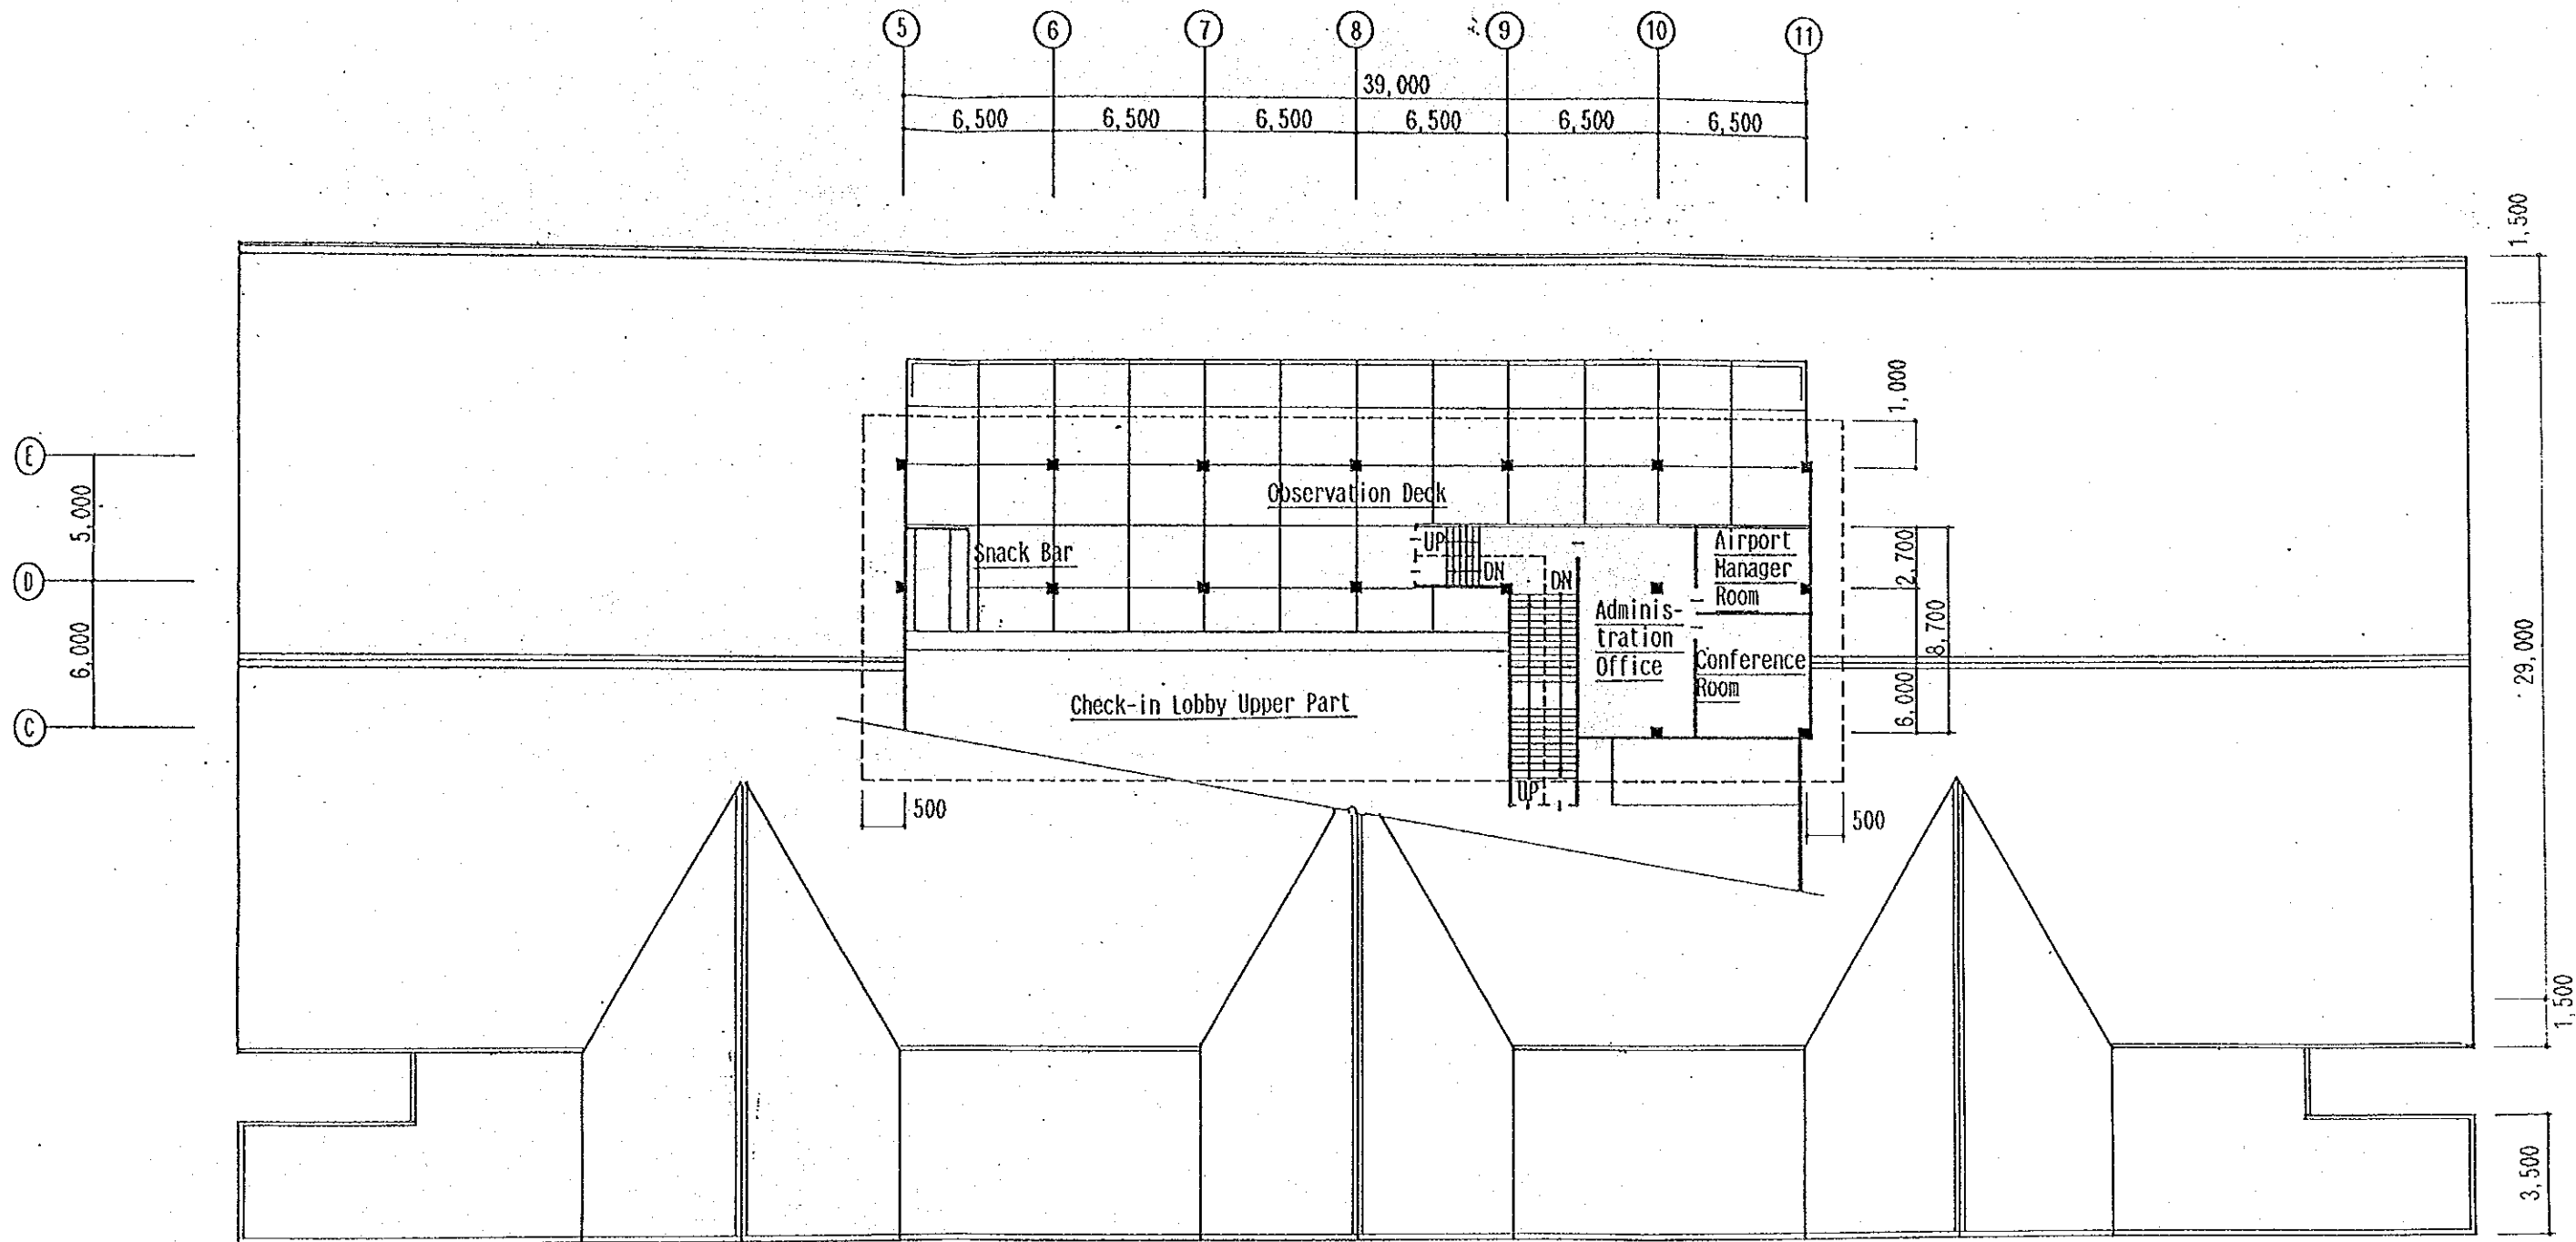 5 6 7 8 9 10 11
39,000
6,500 6,500 6,500 6,500 6,500 6,500
1,500
1,000
E
5,000
Observation Deck
Snack Bar
UP
DN
DN
Airport
Manager
Room
2,700
D
Adminis-
tration
Office
8,700
29,000
6,000
Conference
Room
6,000
Check-in Lobby Upper Part
C
UP
500
500
1,500
3,500